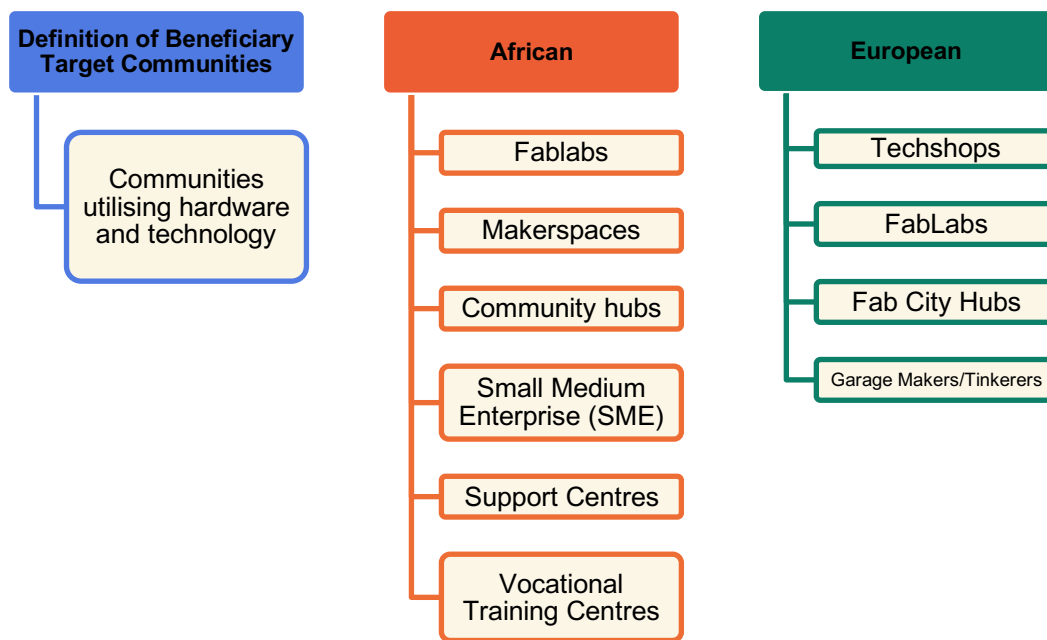 Definition of Beneficiary
Target Communities
Communities
utilising hardware
and technology
African
Fablabs
Makerspaces
Community hubs
Small Medium
Enterprise (SME)
Support Centres
Vocational
Training Centres
European
Techshops
FabLabs
Fab City Hubs
Garage Makers/Tinkerers